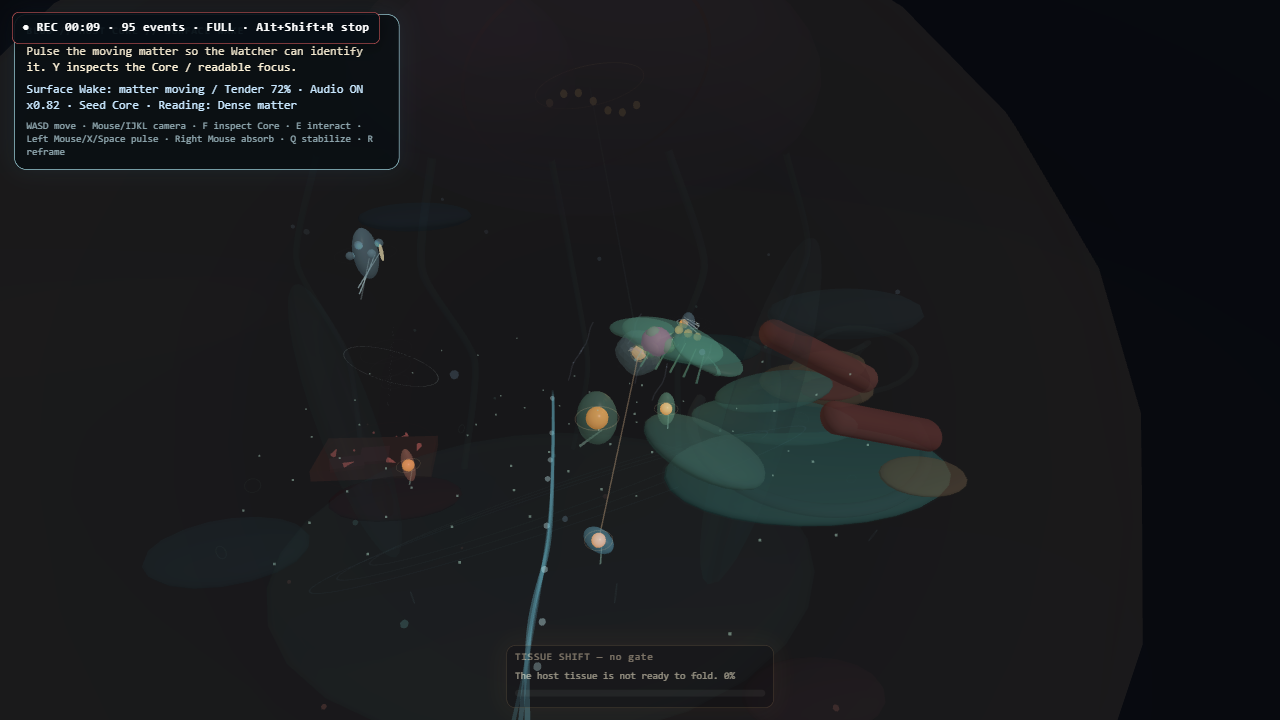 ● REC 00:09 · 95 events · FULL · Alt+Shift+R stop
Pulse the moving matter so the Watcher can identify
it. Y inspects the Core / readable focus.
Surface Wake: matter moving / Tender 72% · Audio ON
x0.82 · Seed Core · Reading: Dense matter
WASD move · Mouse/IJKL camera · F inspect Core · E interact ·
Left Mouse/X/Space pulse · Right Mouse absorb · Q stabilize · R
reframe
TISSUE SHIFT — no gate
The host tissue is not ready to fold. 0%